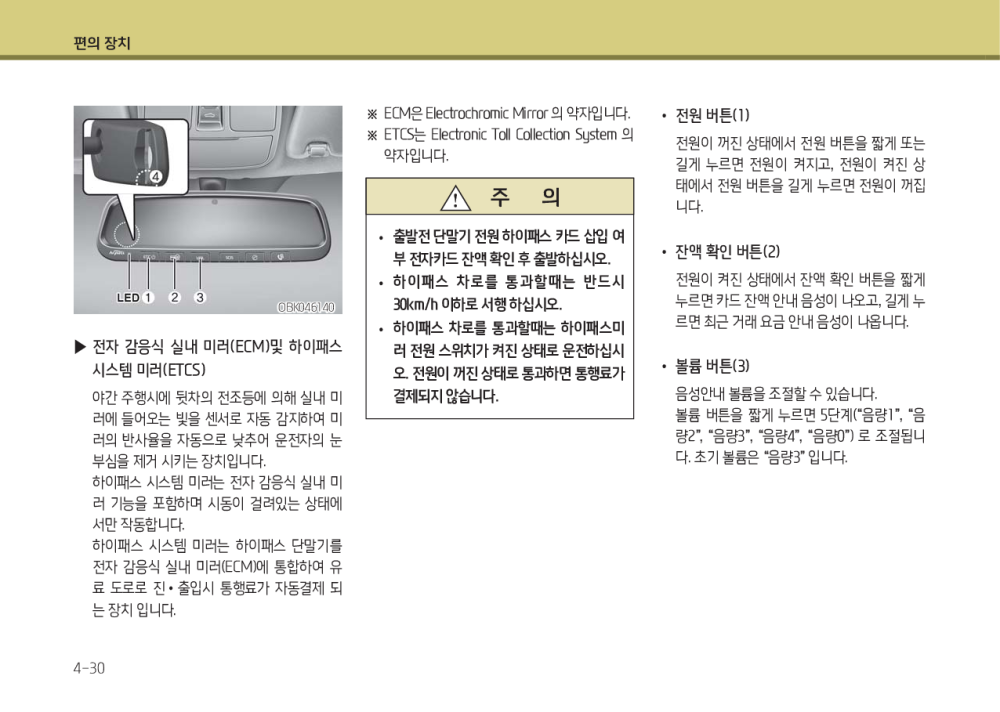 편의 장치
④
LED ① ② ③
OBK046140
▶ 전자 감응식 실내 미러(ECM)및 하이패스
시스템 미러(ETCS)
야간 주행시에 뒷차의 전조등에 의해 실내 미
러에 들어오는 빛을 센서로 자동 감지하여 미
러의 반사율을 자동으로 낮추어 운전자의 눈
부심을 제거 시키는 장치입니다.
하이패스 시스템 미러는 전자 감응식 실내 미
러 기능을 포함하며 시동이 걸려있는 상태에
서만 작동합니다.
하이패스 시스템 미러는 하이패스 단말기를
전자 감응식 실내 미러(ECM)에 통합하여 유
료 도로로 진•출입시 통행료가 자동결제 되
는 장치 입니다.
※ ECM은 Electrochromic Mirror 의 약자입니다.
※ ETCS는 Electronic Toll Collection System 의
약자입니다.
주 의
• 출발전 단말기 전원 하이패스 카드 삽입 여
부 전자카드 잔액 확인 후 출발하십시오.
• 하이패스 차로를 통과할때는 반드시
30km/h 이하로 서행 하십시오.
• 하이패스 차로를 통과할때는 하이패스미
러 전원 스위치가 켜진 상태로 운전하십시
오. 전원이 꺼진 상태로 통과하면 통행료가
결제되지 않습니다.
• 전원 버튼(1)
전원이 꺼진 상태에서 전원 버튼을 짧게 또는
길게 누르면 전원이 켜지고, 전원이 켜진 상
태에서 전원 버튼을 길게 누르면 전원이 꺼집
니다.
• 잔액 확인 버튼(2)
전원이 켜진 상태에서 잔액 확인 버튼을 짧게
누르면 카드 잔액 안내 음성이 나오고, 길게 누
르면 최근 거래 요금 안내 음성이 나옵니다.
• 볼륨 버튼(3)
음성안내 볼륨을 조절할 수 있습니다.
볼륨 버튼을 짧게 누르면 5단계(“음량1”, “음
량2”, “음량3”, “음량4”, “음량0”) 로 조절됩니
다. 초기 볼륨은 “음량3” 입니다.
4-30